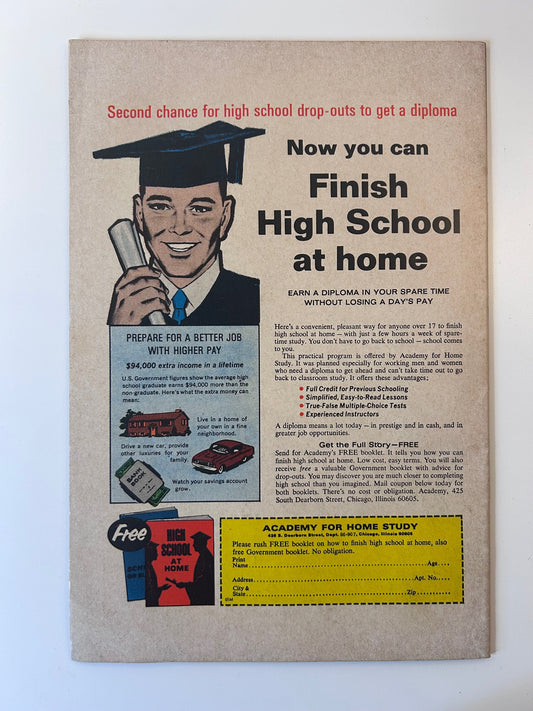 Second chance for high school drop-outs to get a diploma
Now you can
Finish
High School
at home
EARN A DIPLOMA IN YOUR SPARE TIME
WITHOUT LOSING A DAY'S PAY
PREPARE FOR A BETTER JOB
WITH HIGHER PAY
$94,000 extra income in a lifetime
U.S. Government figures show the average high
school graduate earns $94,000 more than the
non-graduate. Here's what the extra money can
mean:
Live in a home of
your own in a fine
neighborhood.
Drive a new car, provide
other luxuries for your
family.
BANK
BOOK
Watch your savings account
grow.
Here's a convenient, pleasant way for anyone over 17 to finish
high school at home — with just a few hours a week of spare-
time study. You don't have to go back to school — school comes
to you.
This practical program is offered by Academy for Home
Study. It was planned especially for working men and women
who need a diploma to get ahead and can't take time out to go
back to classroom study. It offers these advantages;
● Full Credit for Previous Schooling
● Simplified, Easy-to-Read Lessons
● True-False Multiple-Choice Tests
● Experienced Instructors
A diploma means a lot today — in prestige and in cash, and in
greater job opportunities.
Get the Full Story—FREE
Send for Academy's FREE booklet. It tells you how you can
finish high school at home. Low cost, easy terms. You will also
receive free a valuable Government booklet with advice for
drop-outs. You may discover you are much closer to completing
high school than you imagined. Mail coupon below today for
both booklets. There's no cost or obligation. Academy, 425
South Dearborn Street, Chicago, Illinois 60605.
Free
HIGH
SCHOOL
AT
HOME
ACADEMY FOR HOME STUDY
Chicago, Illinois 60605
Please rush FREE booklet on how to finish high school at home, also
free Government booklet. No obligation.
Print
Name Age
Address Apt. No.
City &
State Zip